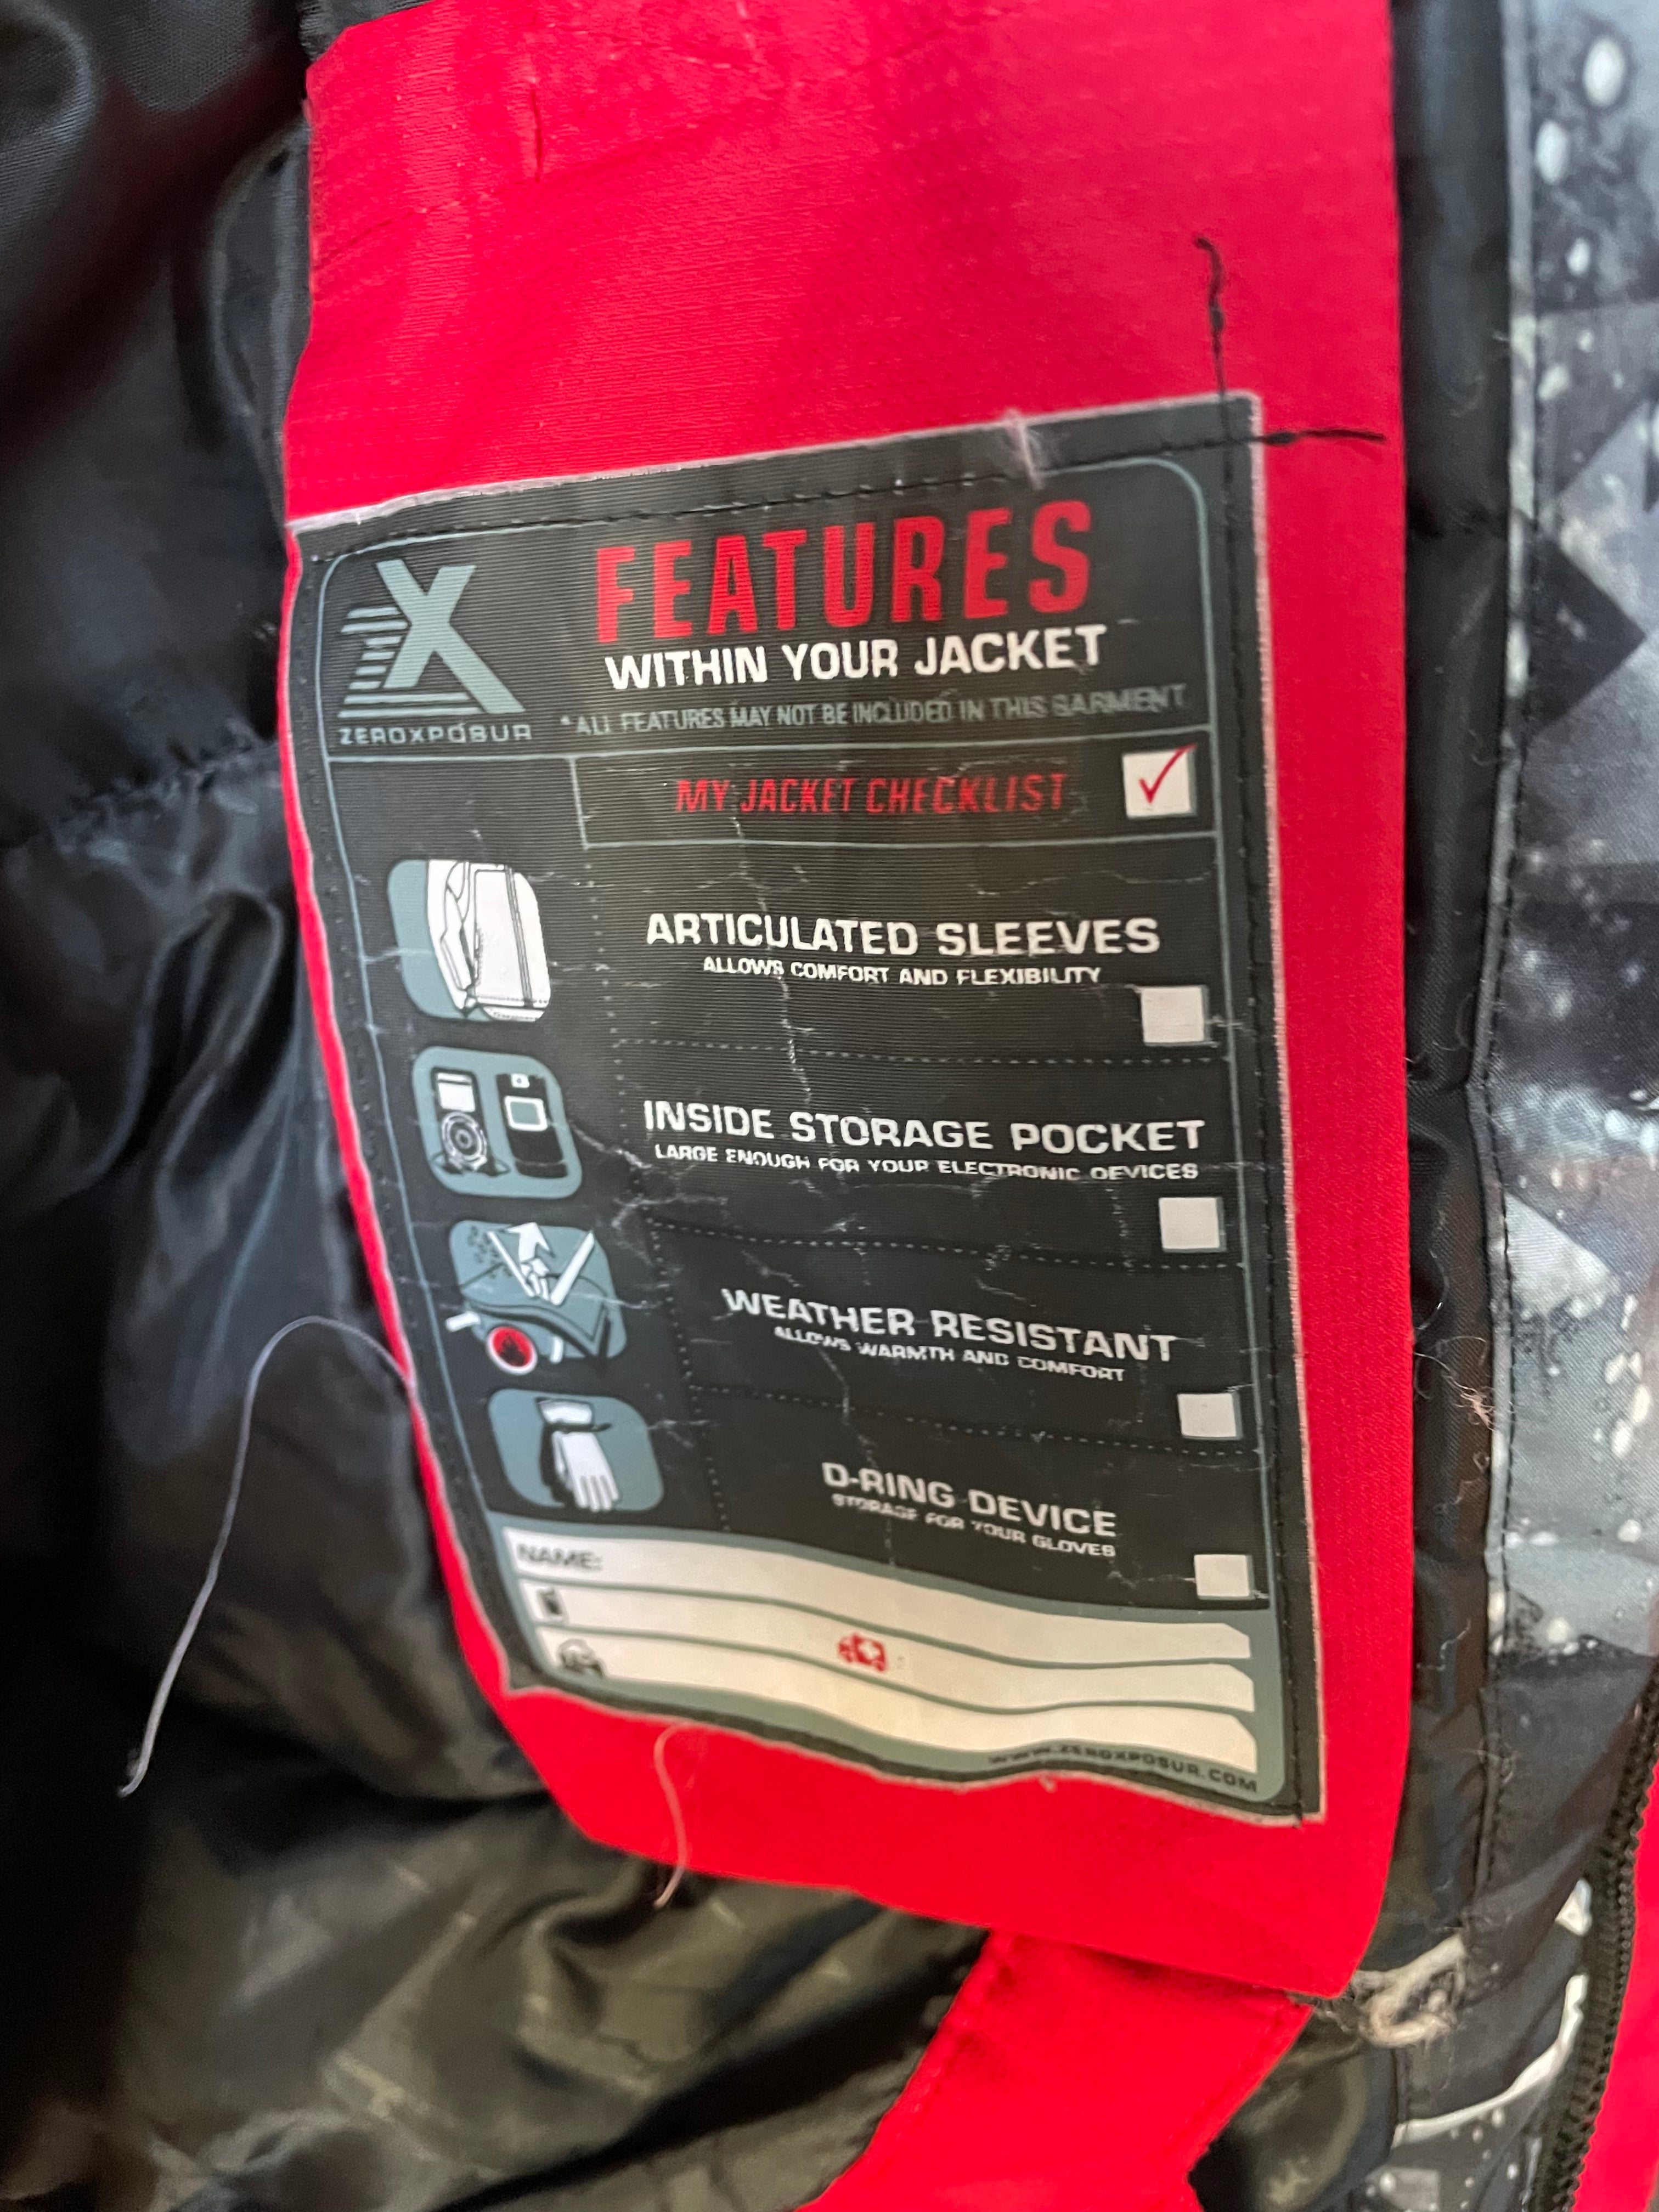 FEATURES
WITHIN YOUR JACKET
*ALL FEATURES MAY NOT BE INCLUDED IN THIS GARMENT
ZEROXPOSUR
MY JACKET CHECKLIST
ARTICULATED SLEEVES
ALLOWS COMFORT AND FLEXIBILITY
INSIDE STORAGE POCKET
LARGE ENOUGH FOR YOUR ELECTRONIC DEVICES
WEATHER RESISTANT
ALLOWS WARMTH AND COMFORT
D-RING DEVICE
STORAGE FOR YOUR GLOVES
NAME:
WWW.ZEROXPOSUR.COM